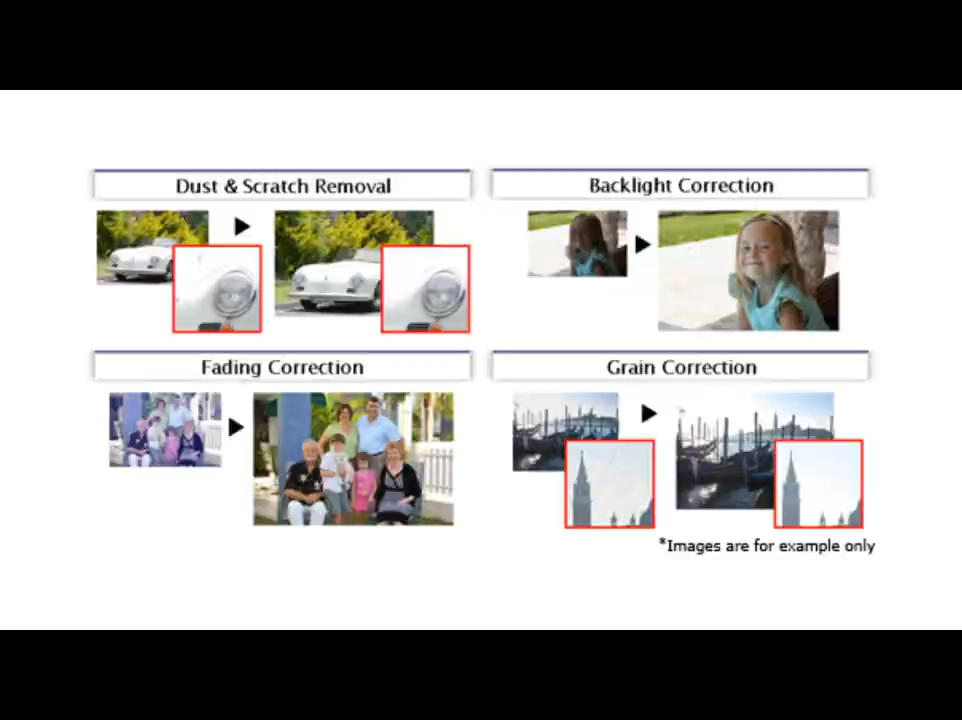 Dust & Scratch Removal
Backlight Correction
Fading Correction
Grain Correction
*Images are for example only